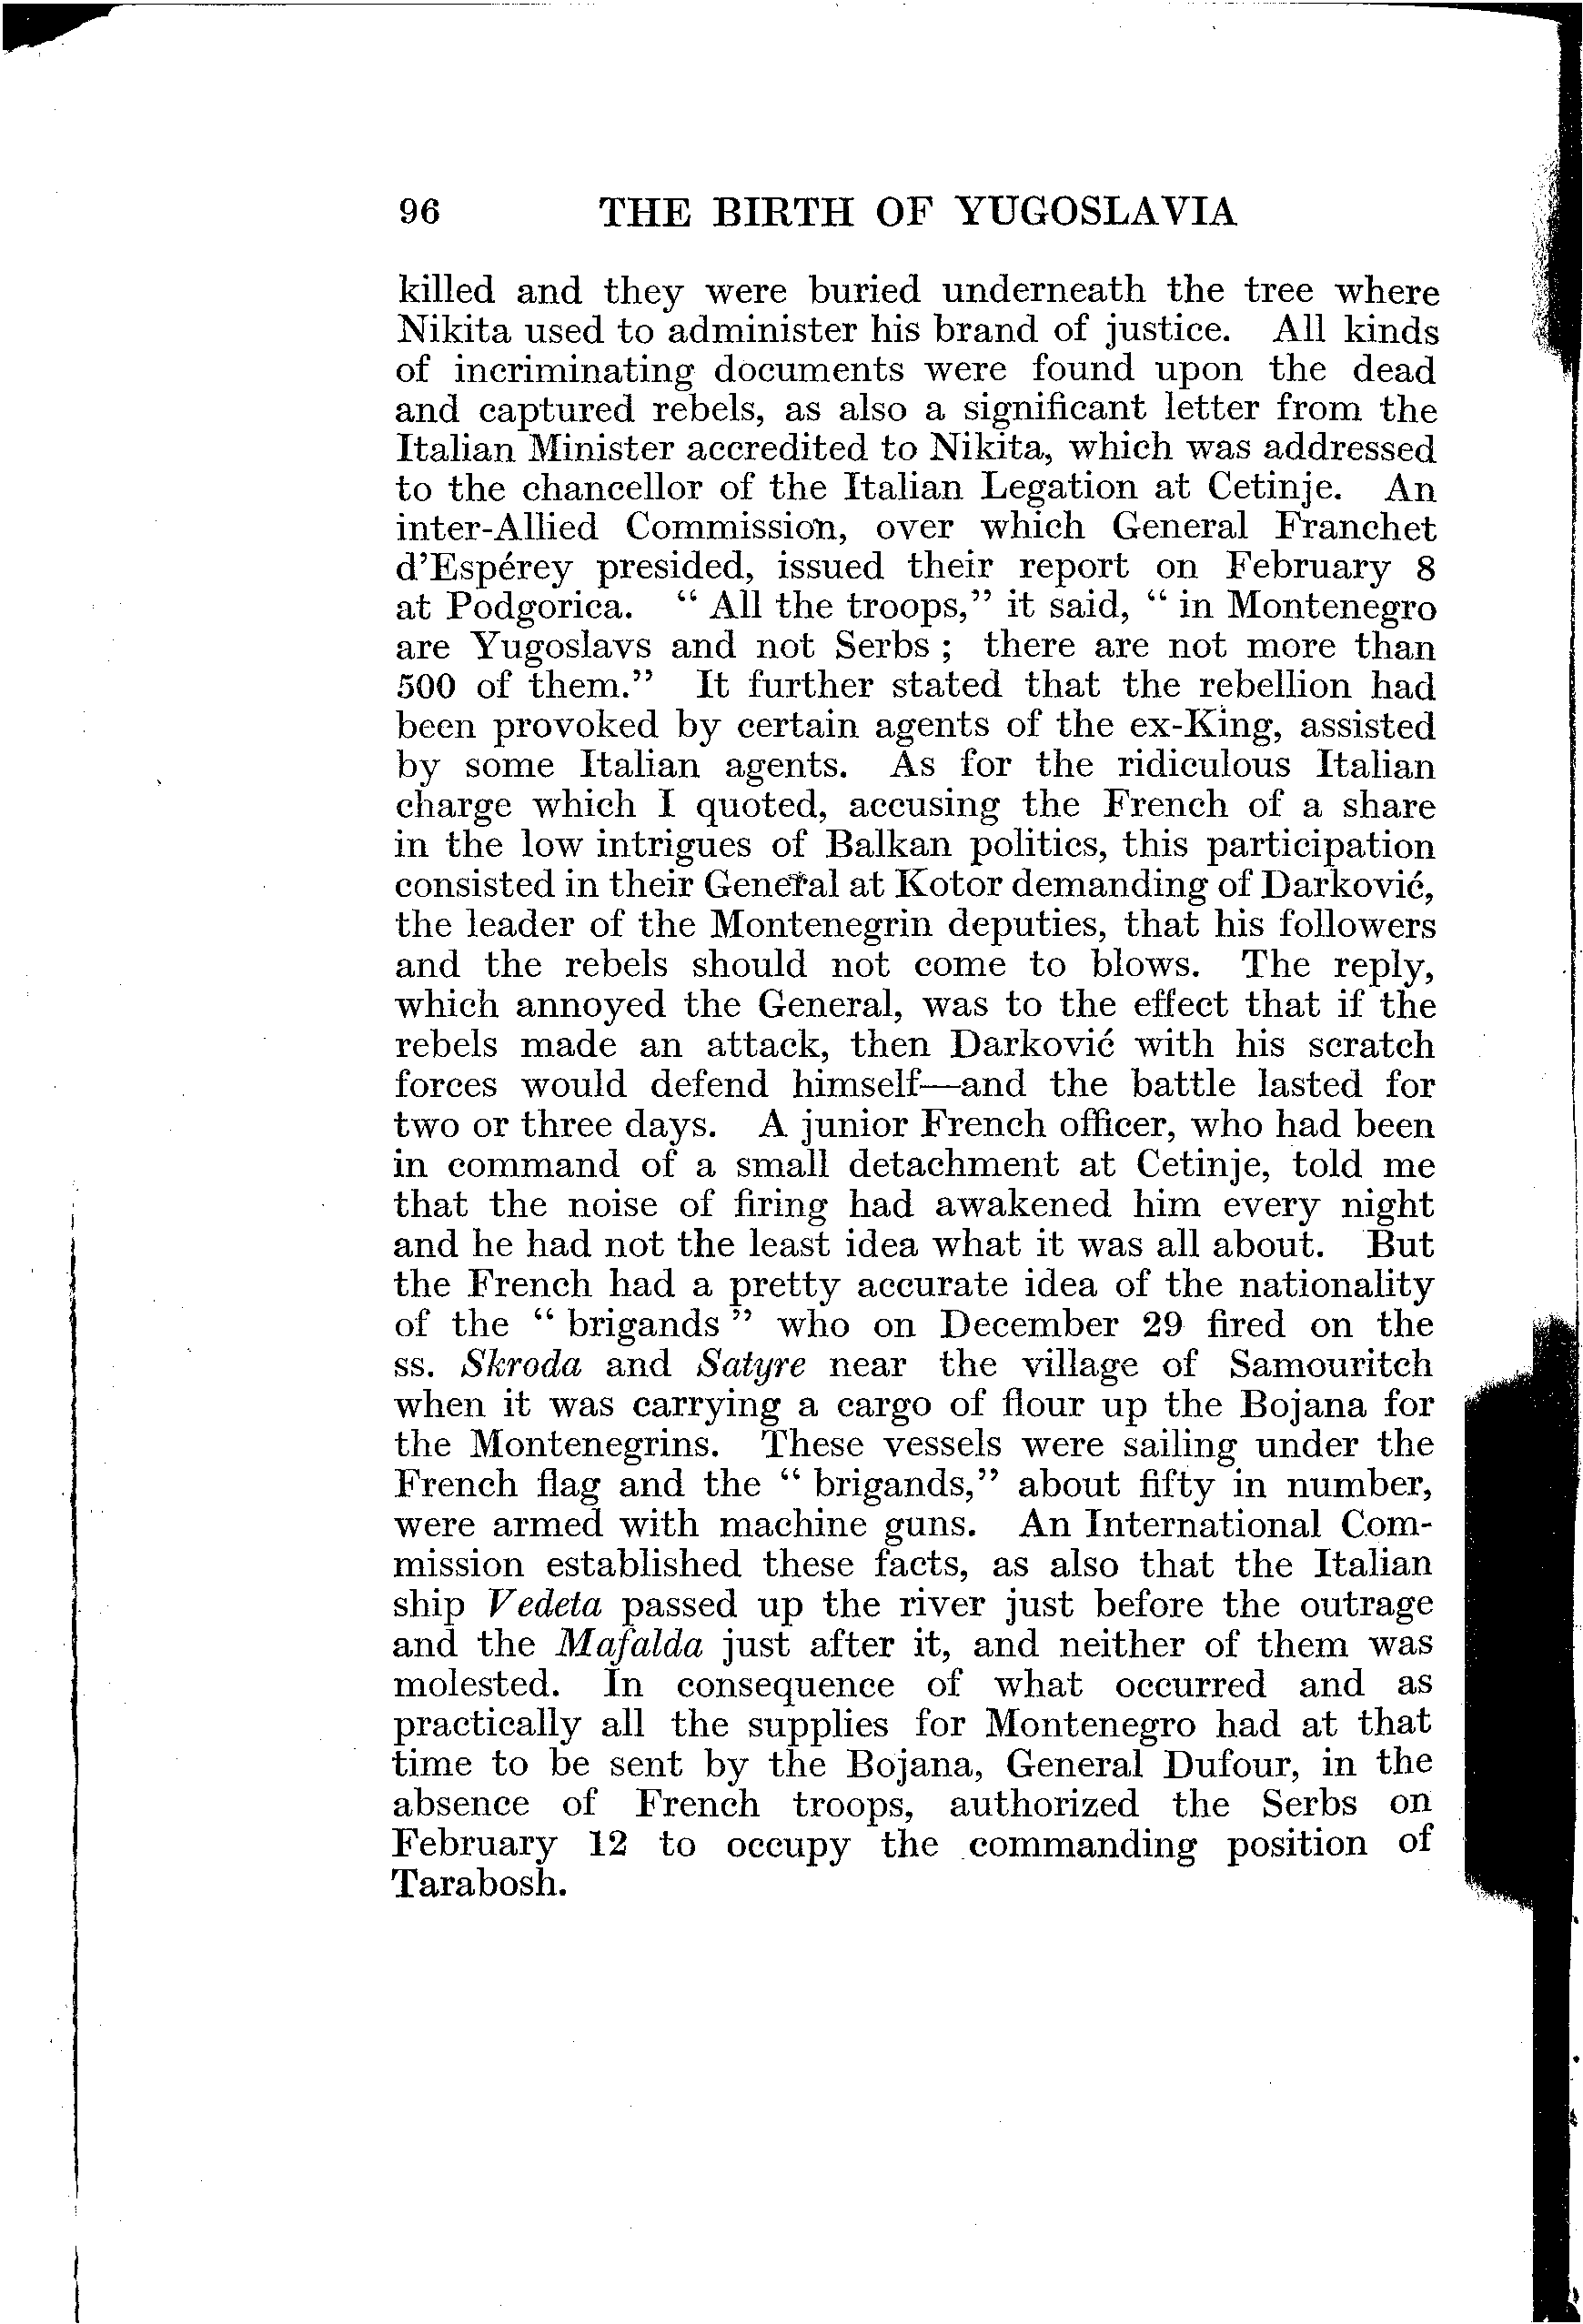 96 THE BIRTH OF YUGOSLAVIA
killed and they were buried underneath the tree where
Nikita used to administer his brand of justice. All kinds
of incriminating documents were found upon the dead
and captured rebels, as also a significant letter from the
Italian Minister accredited to Nikita, which was addressed
to the chancellor of the Italian Legation at Cetinje. An
inter-Allied Commission, over which General Franchet
d'Espérey presided, issued their report on February 8
at Podgorica. “ All the troops,” it said, “ in Montenegro
are Yugoslavs and not Serbs ; there are not more than
500 of them.” It further stated that the rebellion had
been provoked by certain agents of the ex-King, assisted
by some Italian agents. As for the ridiculous Italian
charge which I quoted, accusing the French of a share
in the low intrigues of Balkan politics, this participation
consisted in their General at Kotor demanding of Darković,
the leader of the Montenegrin deputies, that his followers
and the rebels should not come to blows. The reply,
which annoyed the General, was to the effect that if the
rebels made an attack, then Darković with his scratch
forces would defend himself—and the battle lasted for
two or three days. A junior French officer, who had been
in command of a small detachment at Cetinje, told me
that the noise of firing had awakened him every night
and he had not the least idea what it was all about. But
the French had a pretty accurate idea of the nationality
of the “ brigands ” who on December 29 fired on the
ss. Skroda and Satyre near the village of Samouritch
when it was carrying a cargo of flour up the Bojana for
the Montenegrins. These vessels were sailing under the
French flag and the “ brigands,” about fifty in number,
were armed with machine guns. An International Com-
mission established these facts, as also that the Italian
ship Vedeta passed up the river just before the outrage
and the Mafalda just after it, and neither of them was
molested. In consequence of what occurred and as
practically all the supplies for Montenegro had at that
time to be sent by the Bojana, General Dufour, in the
absence of French troops, authorized the Serbs on
February 12 to occupy the commanding position of
Tarabosh.